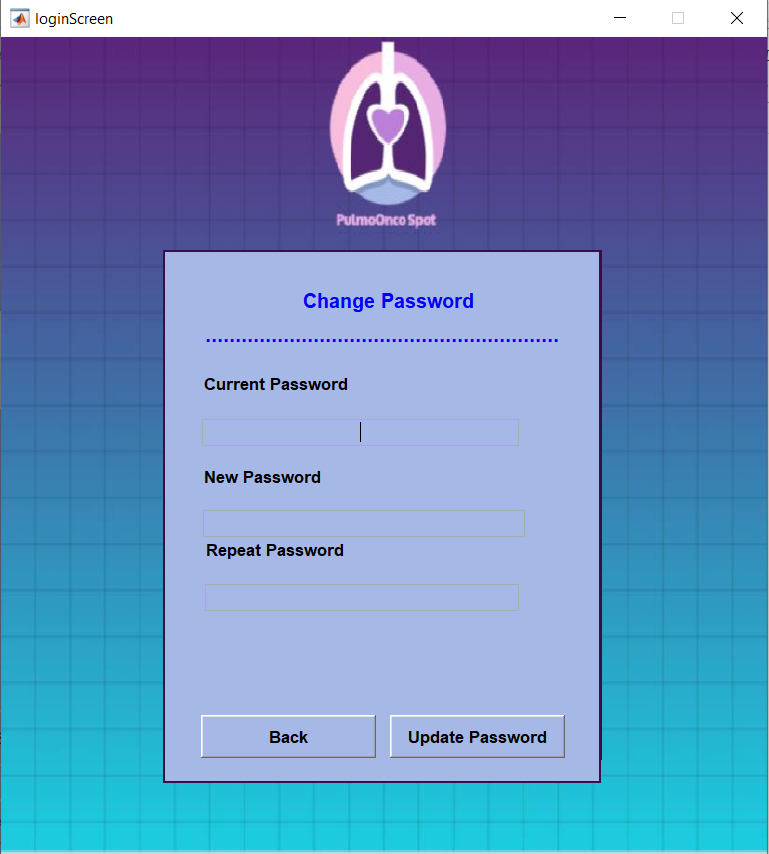 loginScreen
PulmoOnco Spot
Change Password
............................................................
Current Password
New Password
Repeat Password
Back Update Password